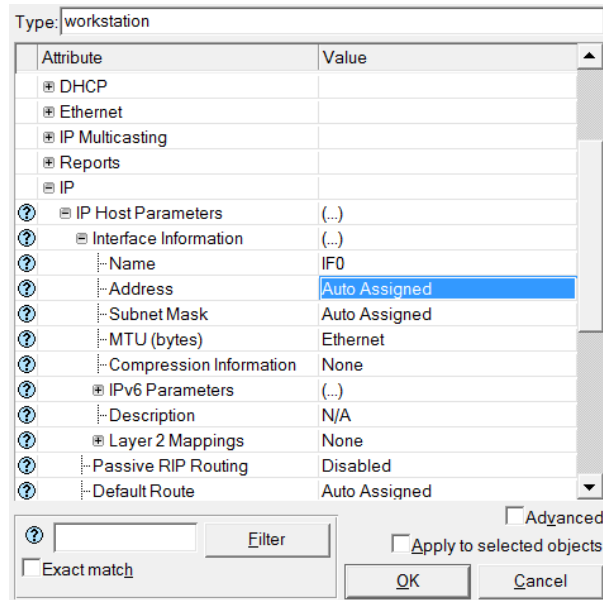 Type: workstation
Attribute Value
DHCP
Ethernet
IP Multicasting
Reports
IP
IP Host Parameters (...)
Interface Information (...)
Name IF0
Address Auto Assigned
Subnet Mask Auto Assigned
MTU (bytes) Ethernet
Compression Information None
IPv6 Parameters (...)
Description N/A
Layer 2 Mappings None
Passive RIP Routing Disabled
Default Route Auto Assigned
Advanced
Filter
Apply to selected objects
Exact match
OK Cancel